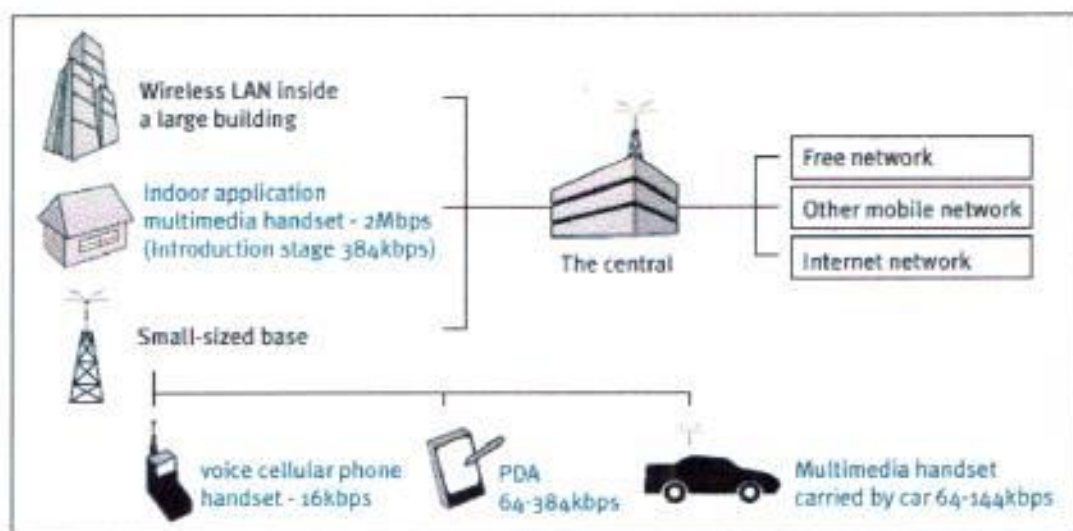 Wireless LAN inside
a large building
Indoor application
multimedia handset - 2Mbps
(Introduction stage 384kbps)
Small-sized base
The central
Free network
Other mobile network
Internet network
voice cellular phone
handset - 16kbps
PDA
64-384kbps
Multimedia handset
carried by car 64-144kbps